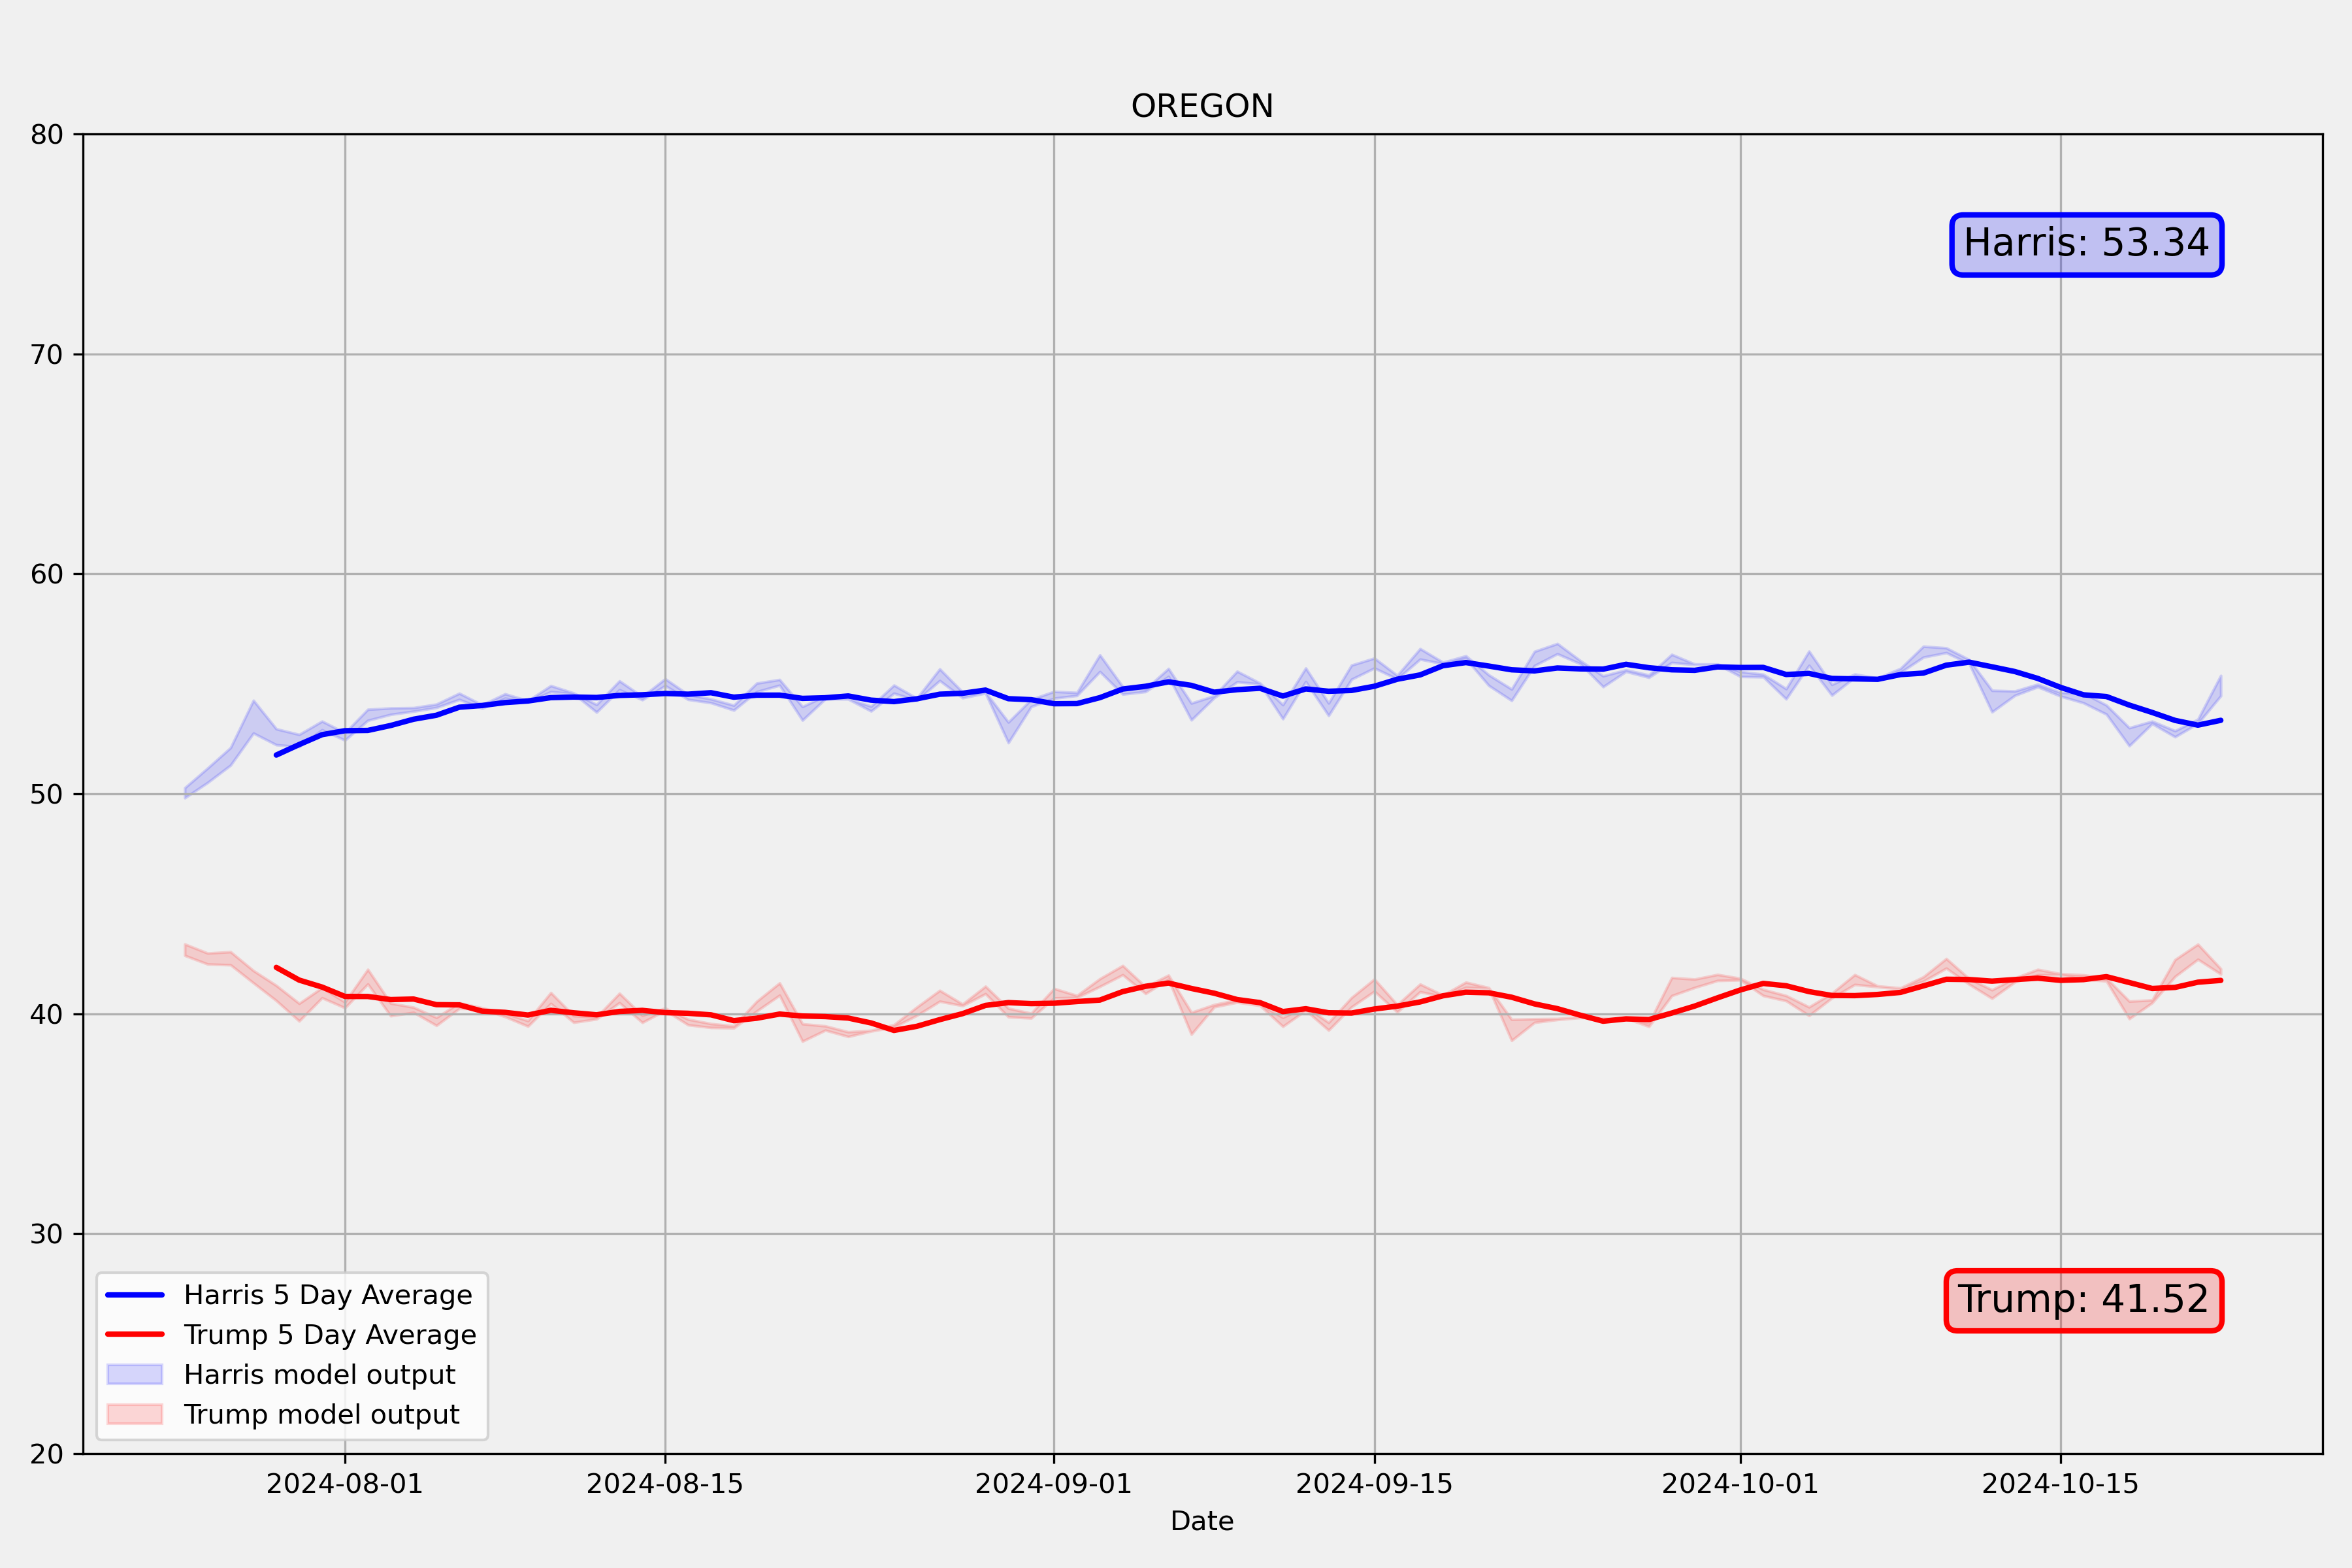 OREGON
80
70
60
50
40
30
20
Harris: 53.34
Trump: 41.52
Harris 5 Day Average
Trump 5 Day Average
Harris model output
Trump model output
2024-08-01 2024-08-15 2024-09-01 2024-09-15 2024-10-01 2024-10-15
Date